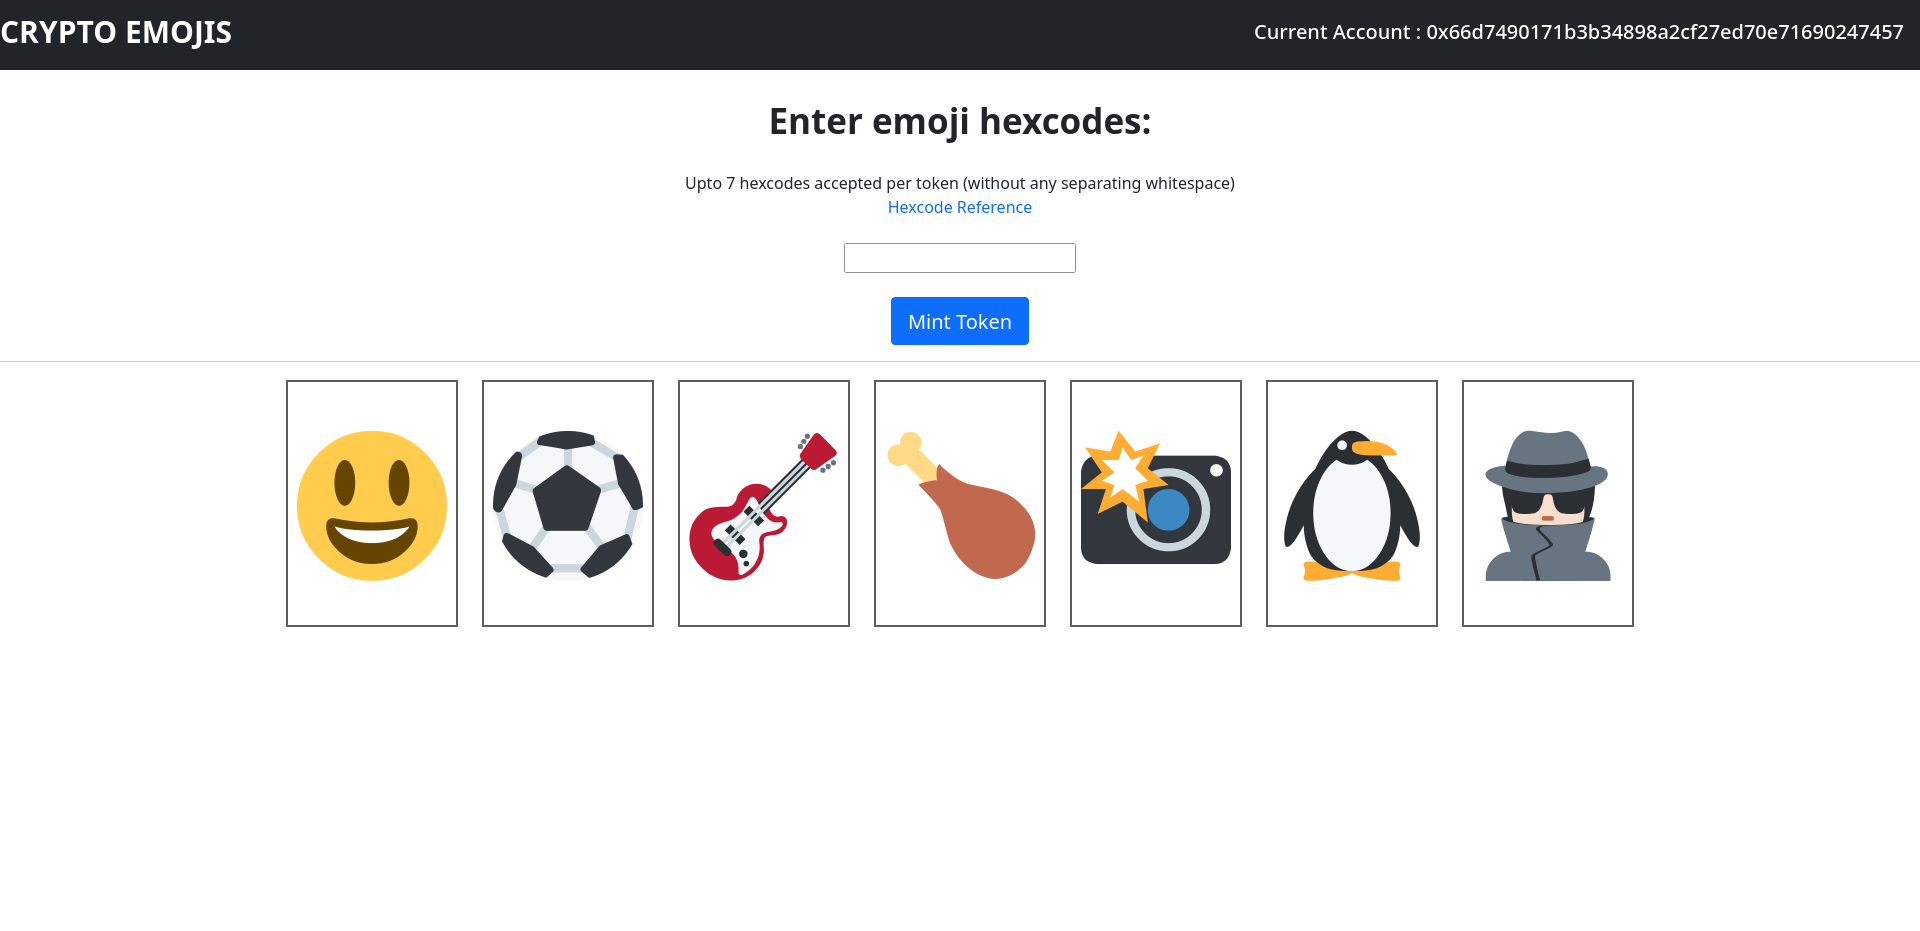 CRYPTO EMOJIS
Current Account : 0x66d7490171b3b34898a2cf27ed70e71690247457
Enter emoji hexcodes:
Upto 7 hexcodes accepted per token (without any separating whitespace)
Hexcode Reference
Mint Token